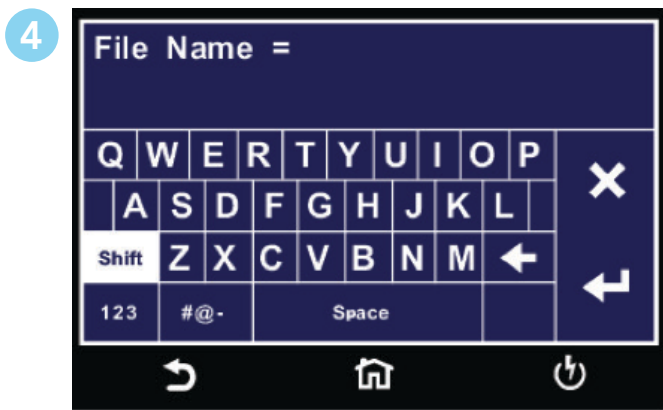 4
File Name =
Q W E R T Y U I O P
A S D F G H J K L
Shift Z X C V B N M
123 #@- Space